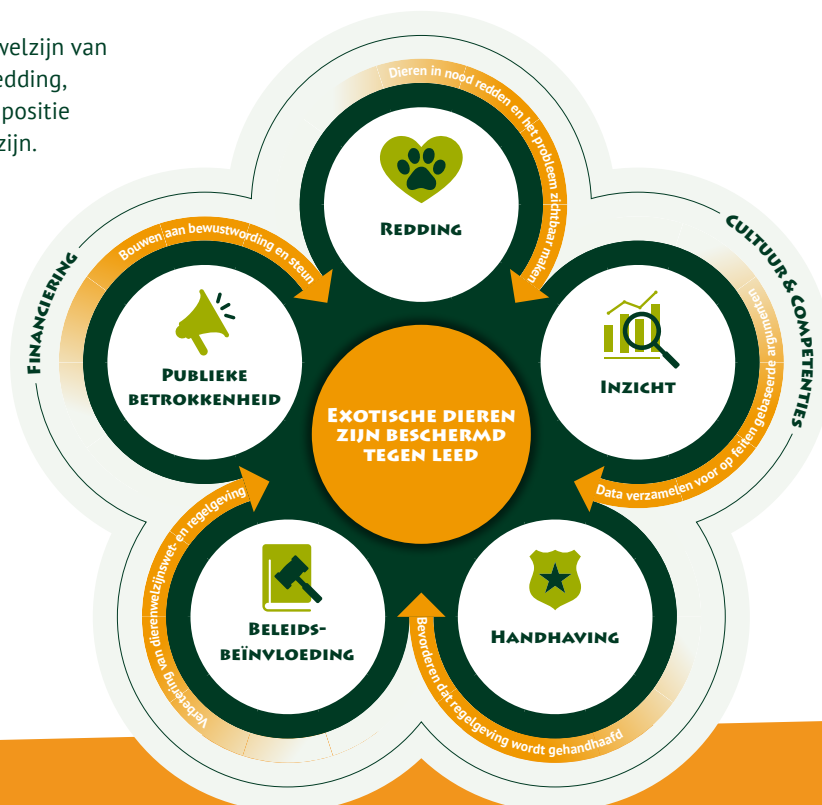 welzijn van
edding,
positie
zijn.
Dieren in nood redden en het probleem zichtbaar maken
REDDING
FINANCIERING
Bouwen aan bewustwording en steun
PUBLIEKE
BETROKKENHEID
CULTUUR & COMPETENTIES
INZICHT
Data verzamelen voor op feiten gebaseerde argumenten
EXOTISCHE DIEREN
ZIJN BESCHERMD
TEGEN LEED
Verbetering van dierenwelzijnswet- en regelgeving
BELEIDS-
BEÏNVLOEDING
HANDHAVING
Bevorderen dat regelgeving wordt gehandhaafd